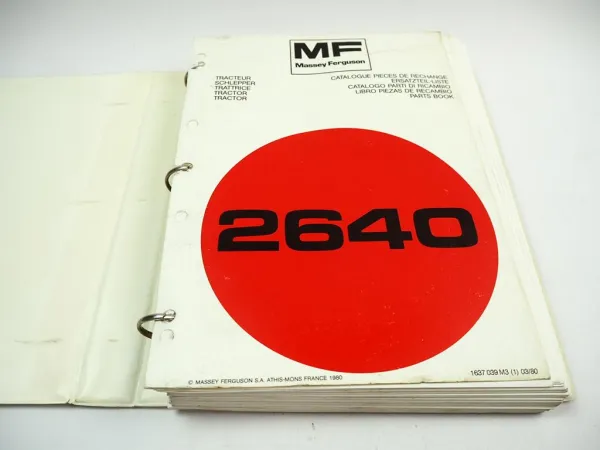 MF
Massey Ferguson
TRACTEUR
SCHLEPPER
TRATTRICE
TRACTOR
TRACTOR
CATALOGUE PIECES DE RECHANGE
ERSATZTEIL-LISTE
CATALOGO PARTI DI RICAMBIO
LIBRO PIEZAS DE RECAMBIO
PARTS BOOK
2640
© MASSEY FERGUSON S.A. ATHIS-MONS FRANCE 1980
1637 039 M3 (1) 03/80